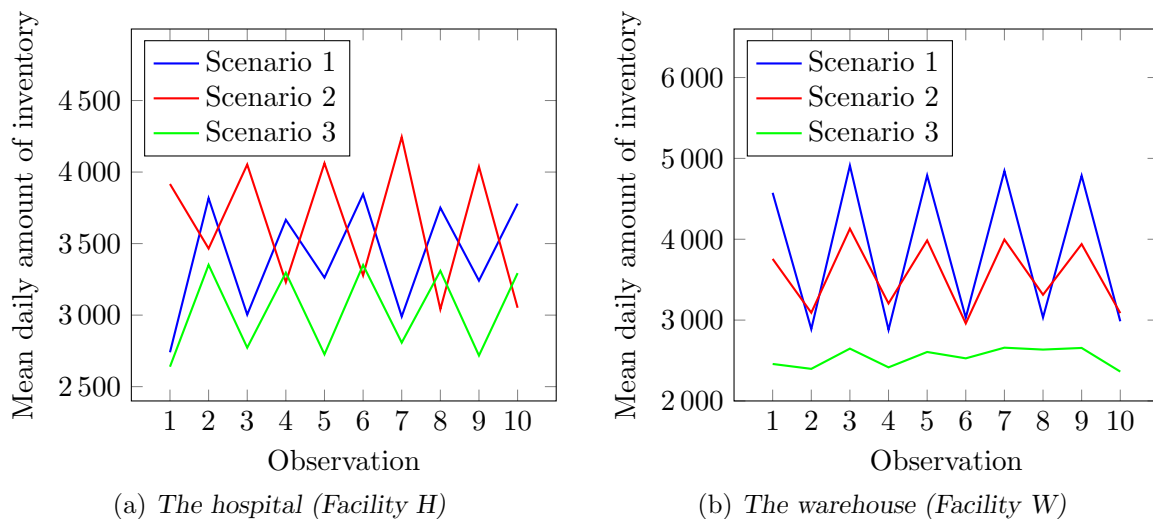 Mean daily amount of inventory
4 500
4 000
3 500
3 000
2 500
Scenario 1
Scenario 2
Scenario 3
1 2 3 4 5 6 7 8 9 10
Observation
(a) The hospital (Facility H)
Mean daily amount of inventory
6 000
5 000
4 000
3 000
2 000
Scenario 1
Scenario 2
Scenario 3
1 2 3 4 5 6 7 8 9 10
Observation
(b) The warehouse (Facility W)